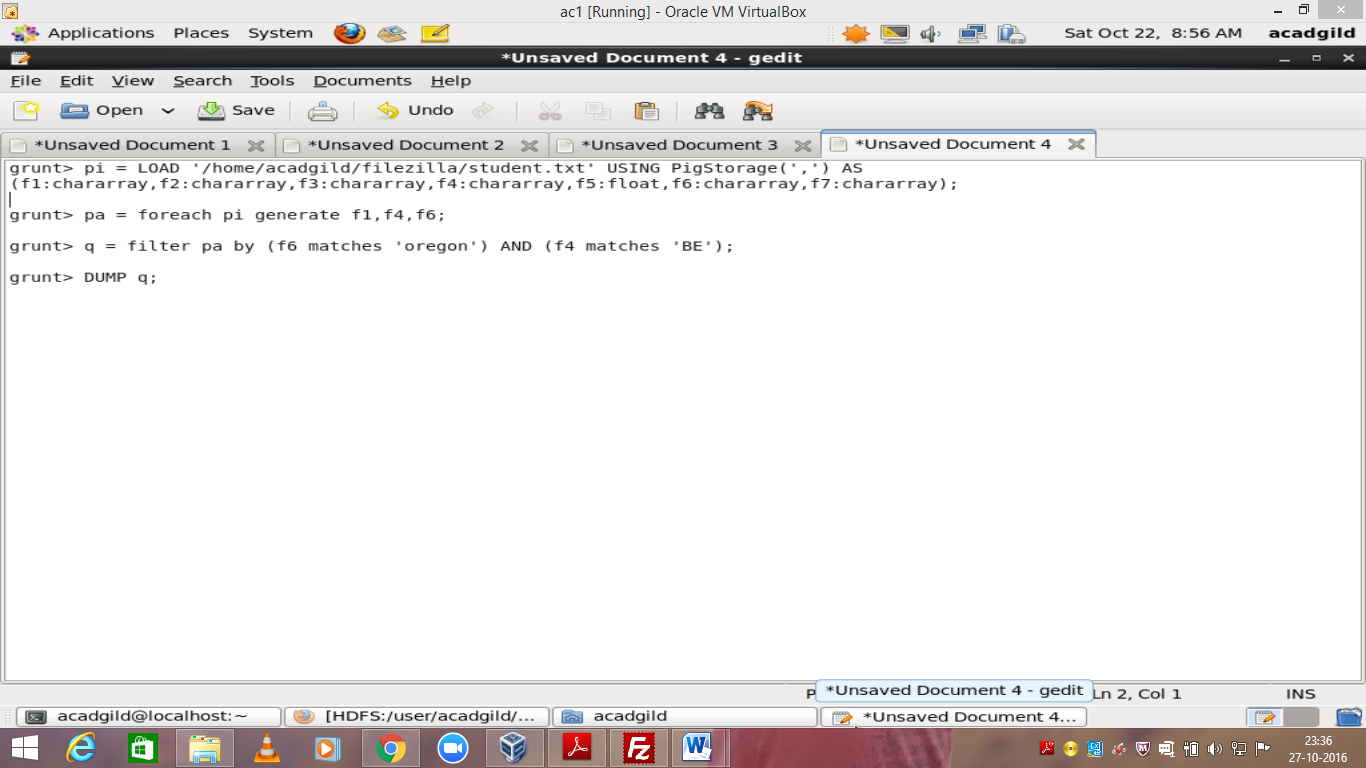 ac1 [Running] - Oracle VM VirtualBox
Applications Places System Sat Oct 22, 8:56 AM acadgild
*Unsaved Document 4 - gedit
File Edit View Search Tools Documents Help
Open Save Undo
*Unsaved Document 1 *Unsaved Document 2 *Unsaved Document 3 *Unsaved Document 4
grunt> pi = LOAD '/home/acadgild/filezilla/student.txt' USING PigStorage(',') AS
(f1:chararray,f2:chararray,f3:chararray,f4:chararray,f5:float,f6:chararray,f7:chararray);
grunt> pa = foreach pi generate f1,f4,f6;
grunt> q = filter pa by (f6 matches 'oregon') AND (f4 matches 'BE');
grunt> DUMP q;
*Unsaved Document 4 - gedit
Ln 2, Col 1 INS
acadgild@localhost:~ [HDFS:/user/acadgild/... acadgild *Unsaved Document 4...
23:36
27-10-2016